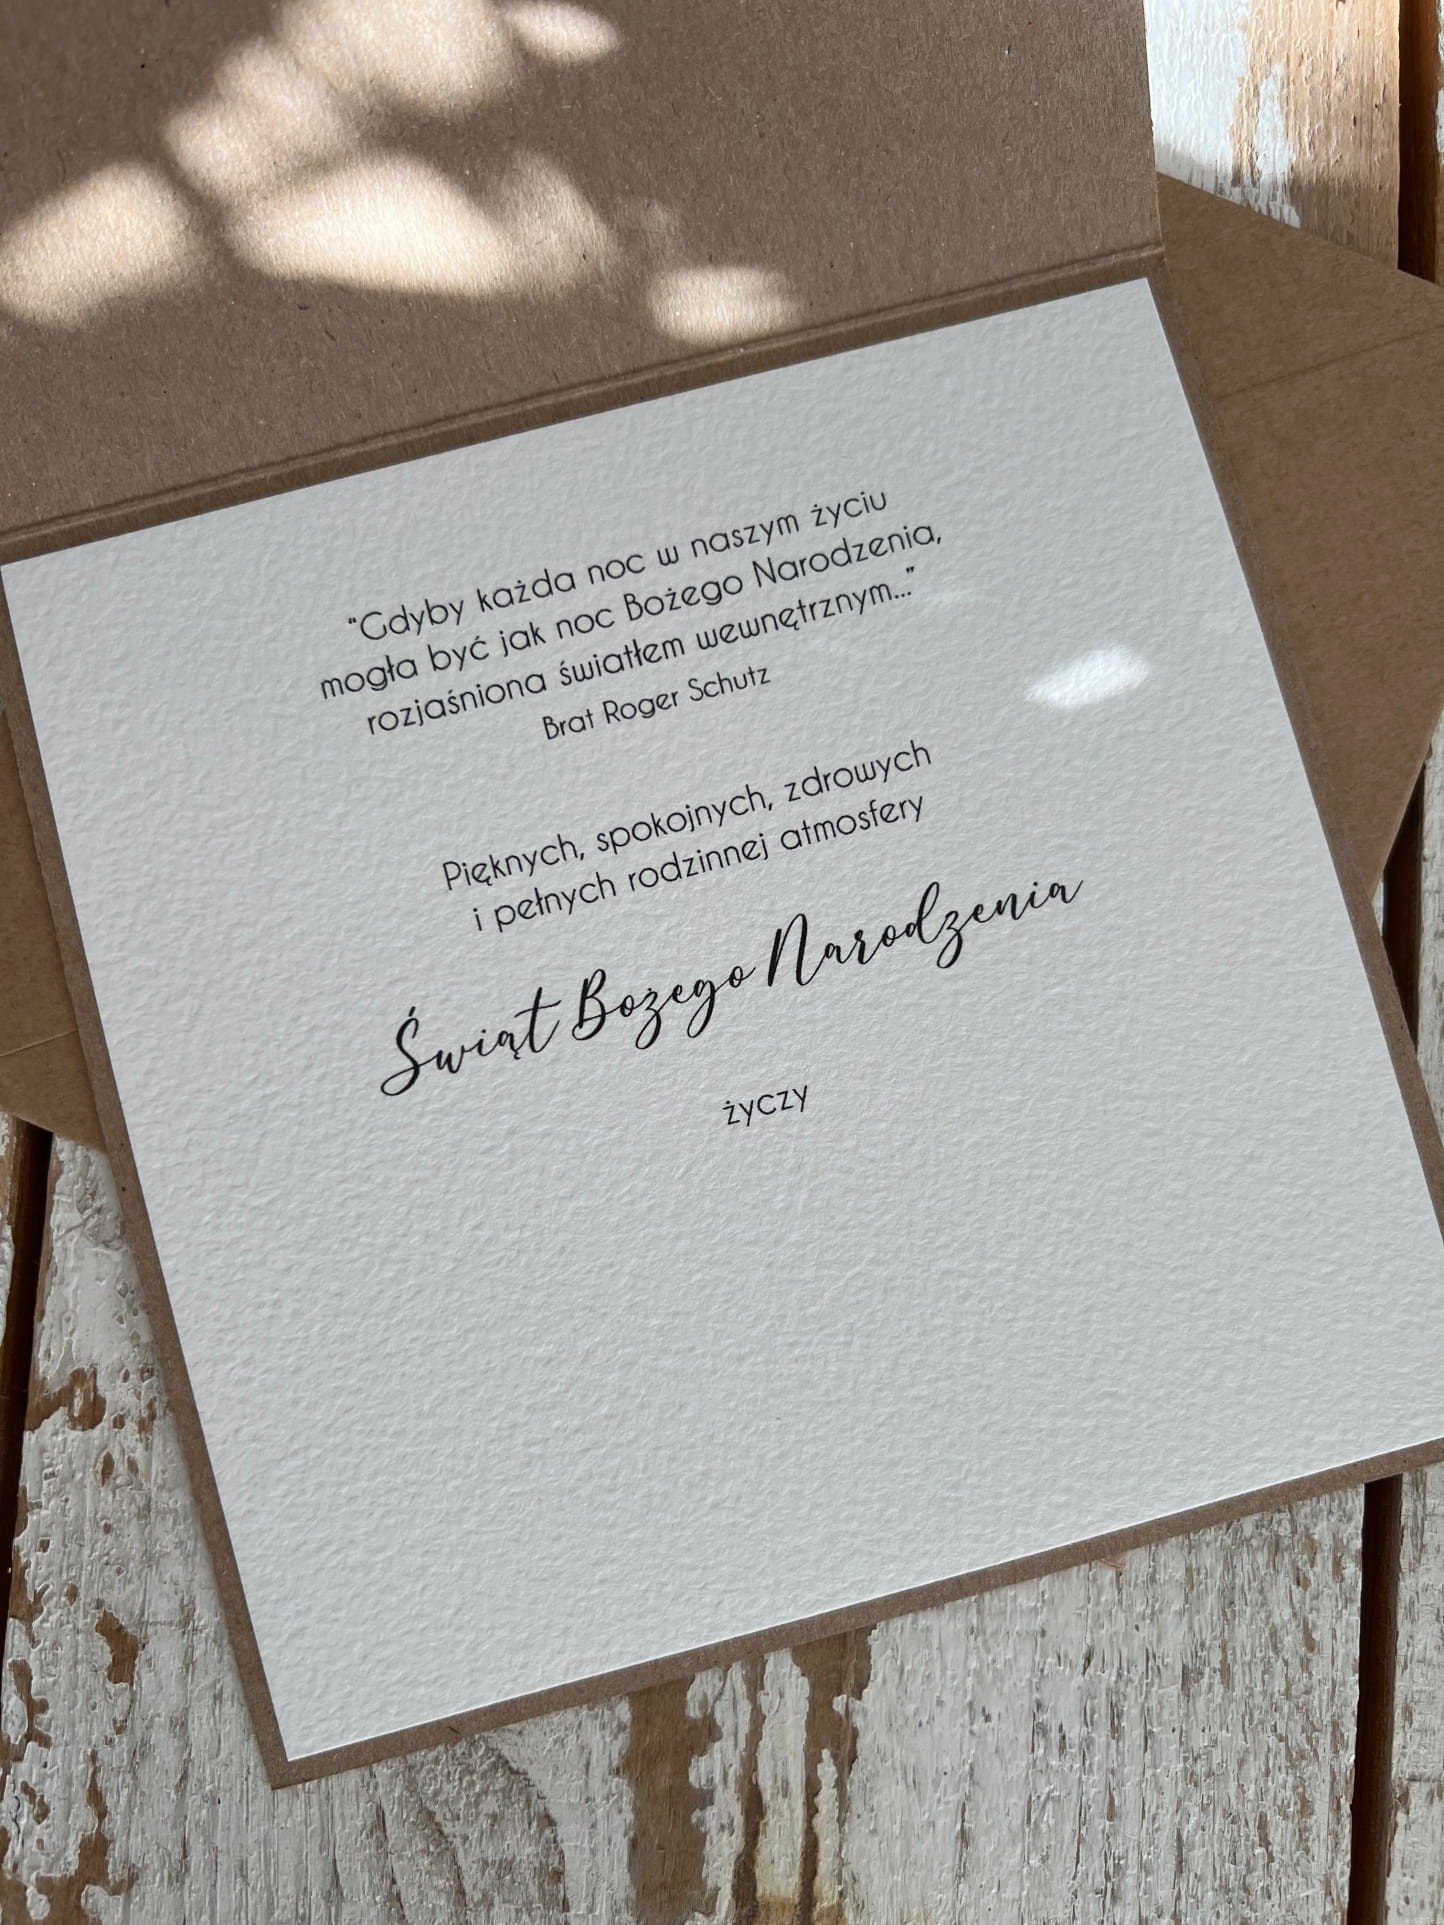 "Gdyby każda noc w naszym życiu
mogła być jak noc Bożego Narodzenia,
rozjaśniona światłem wewnętrznym..."
Brat Roger Schutz
Pięknych, spokojnych, zdrowych
i pełnych rodzinnej atmosfery
Świąt Bożego Narodzenia
życzy